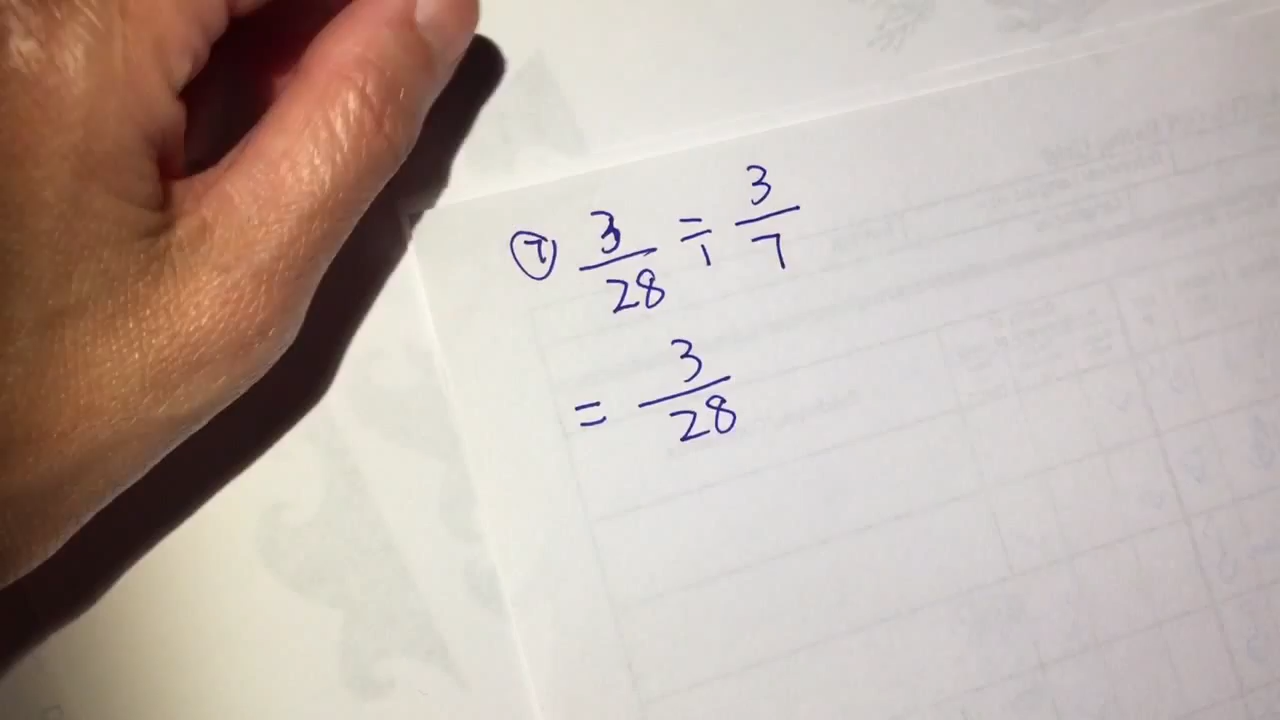 ⑦ 3/28 ÷ 3/7
= 3/28